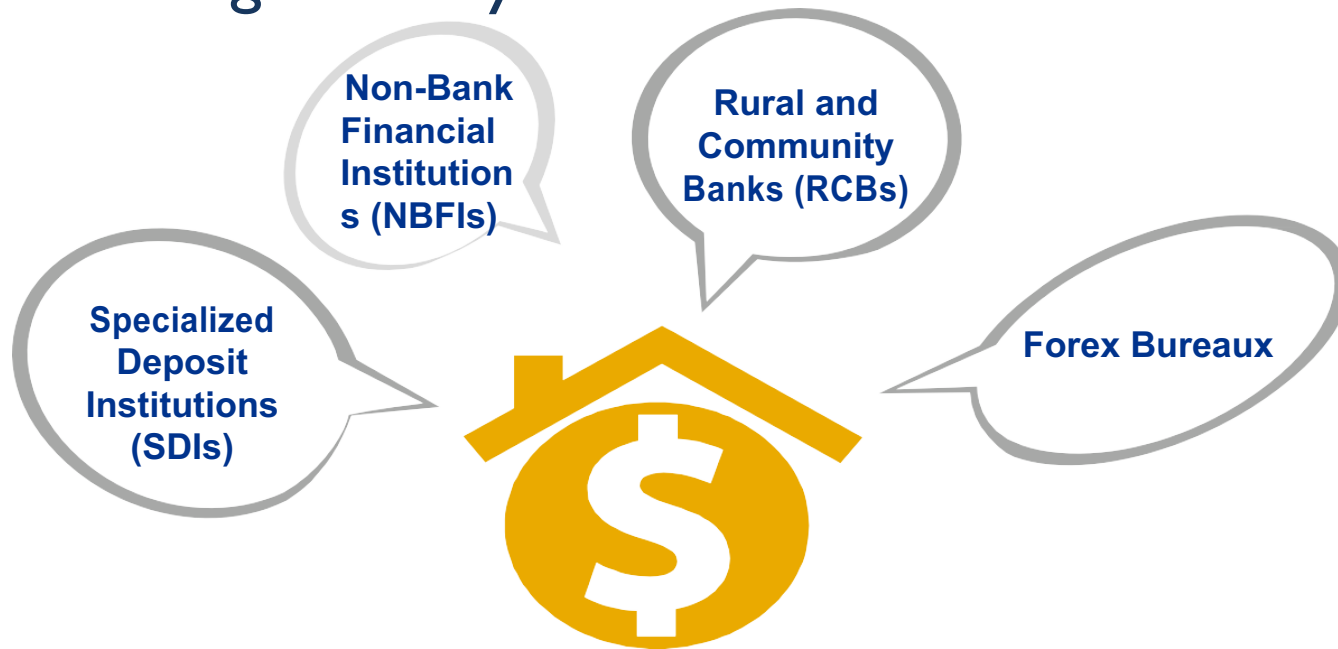 Non-Bank
Financial
Institution
s (NBFIs)
Rural and
Community
Banks (RCBs)
Specialized
Deposit
Institutions
(SDIs)
Forex Bureaux
$